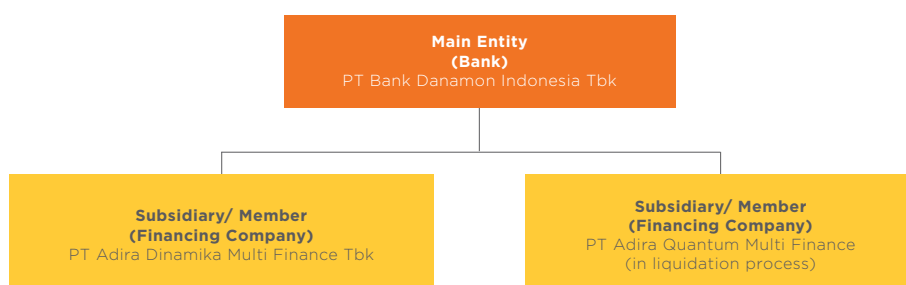 Main Entity
(Bank)
PT Bank Danamon Indonesia Tbk
Subsidiary/ Member
(Financing Company)
PT Adira Dinamika Multi Finance Tbk
Subsidiary/ Member
(Financing Company)
PT Adira Quantum Multi Finance
(in liquidation process)